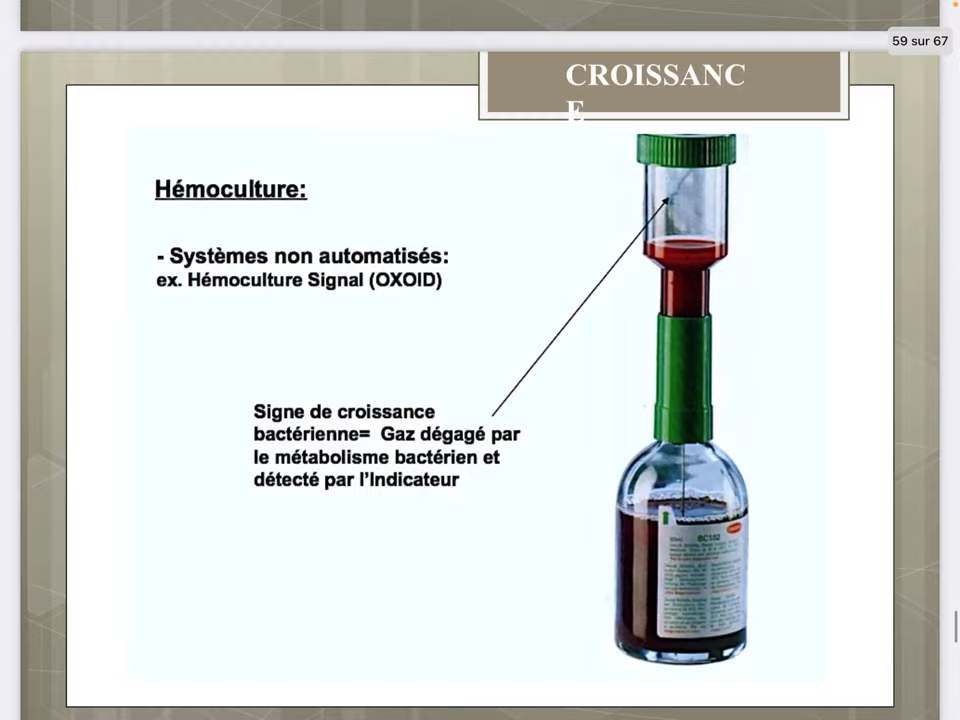 59 sur 67
CROISSANC
E
Hémoculture:
- Systèmes non automatisés:
ex. Hémoculture Signal (OXOID)
Signe de croissance
bactérienne= Gaz dégagé par
le métabolisme bactérien et
détecté par l'Indicateur
BC102